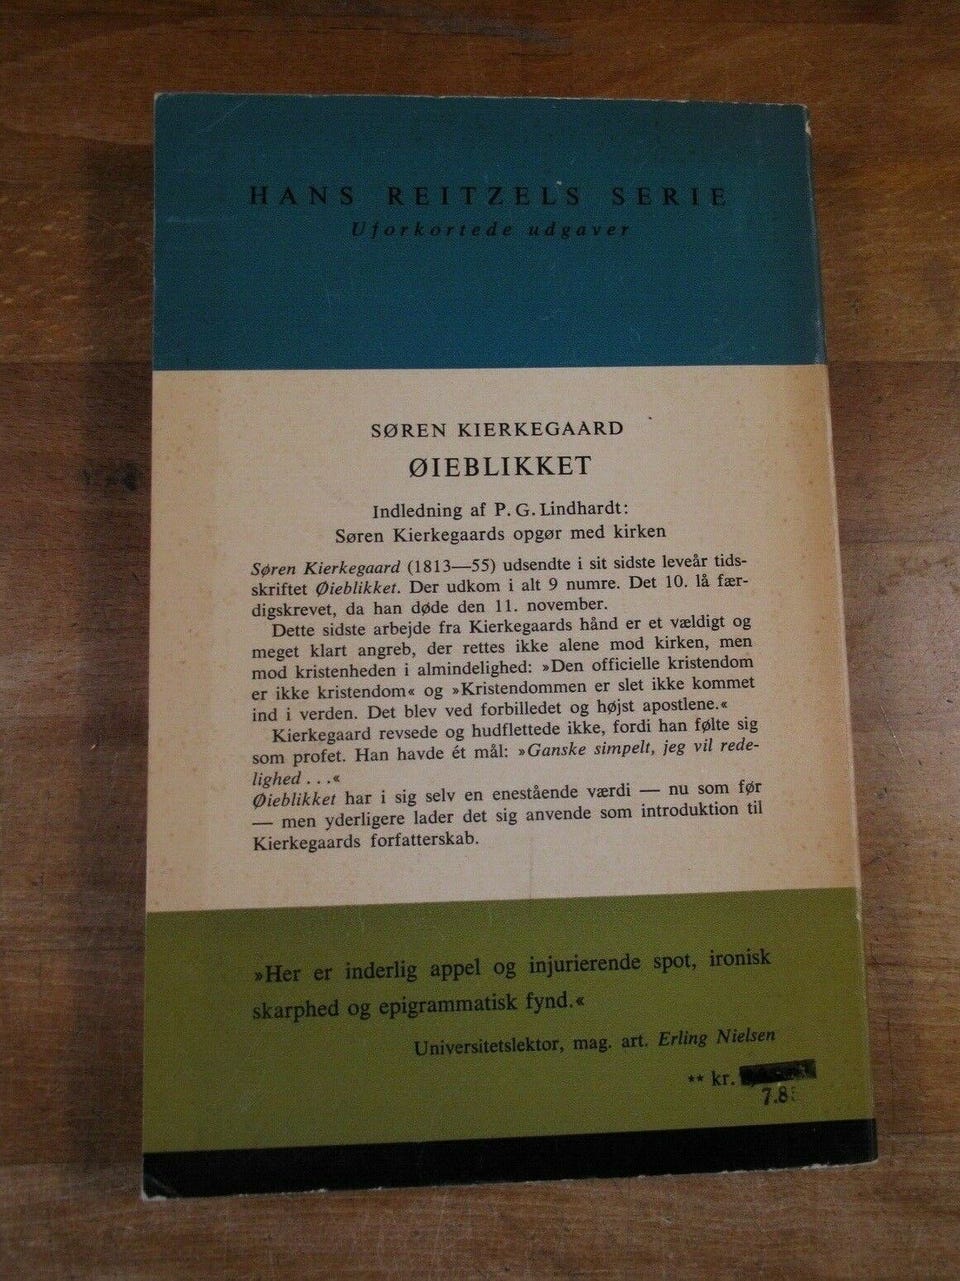 HANS REITZELS SERIE
Uforkortede udgaver
SØREN KIERKEGAARD
ØIEBLIKKET
Indledning af P. G. Lindhardt:
Søren Kierkegaards opgør med kirken
Søren Kierkegaard (1813—55) udsendte i sit sidste leveår tids-
skriftet Øieblikket. Der udkom i alt 9 numre. Det 10. lå fær-
digskrevet, da han døde den 11. november.
Dette sidste arbejde fra Kierkegaards hånd er et vældigt og
meget klart angreb, der rettes ikke alene mod kirken, men
mod kristenheden i almindelighed: »Den officielle kristendom
er ikke kristendom« og »Kristendommen er slet ikke kommet
ind i verden. Det blev ved forbilledet og højst apostlene.«
Kierkegaard revsede og hudflettede ikke, fordi han følte sig
som profet. Han havde ét mål: »Ganske simpelt, jeg vil rede-
lighed . . .«
Øieblikket har i sig selv en enestående værdi — nu som før
— men yderligere lader det sig anvende som introduktion til
Kierkegaards forfatterskab.
»Her er inderlig appel og injurierende spot, ironisk
skarphed og epigrammatisk fynd.«
Universitetslektor, mag. art. Erling Nielsen
** kr.